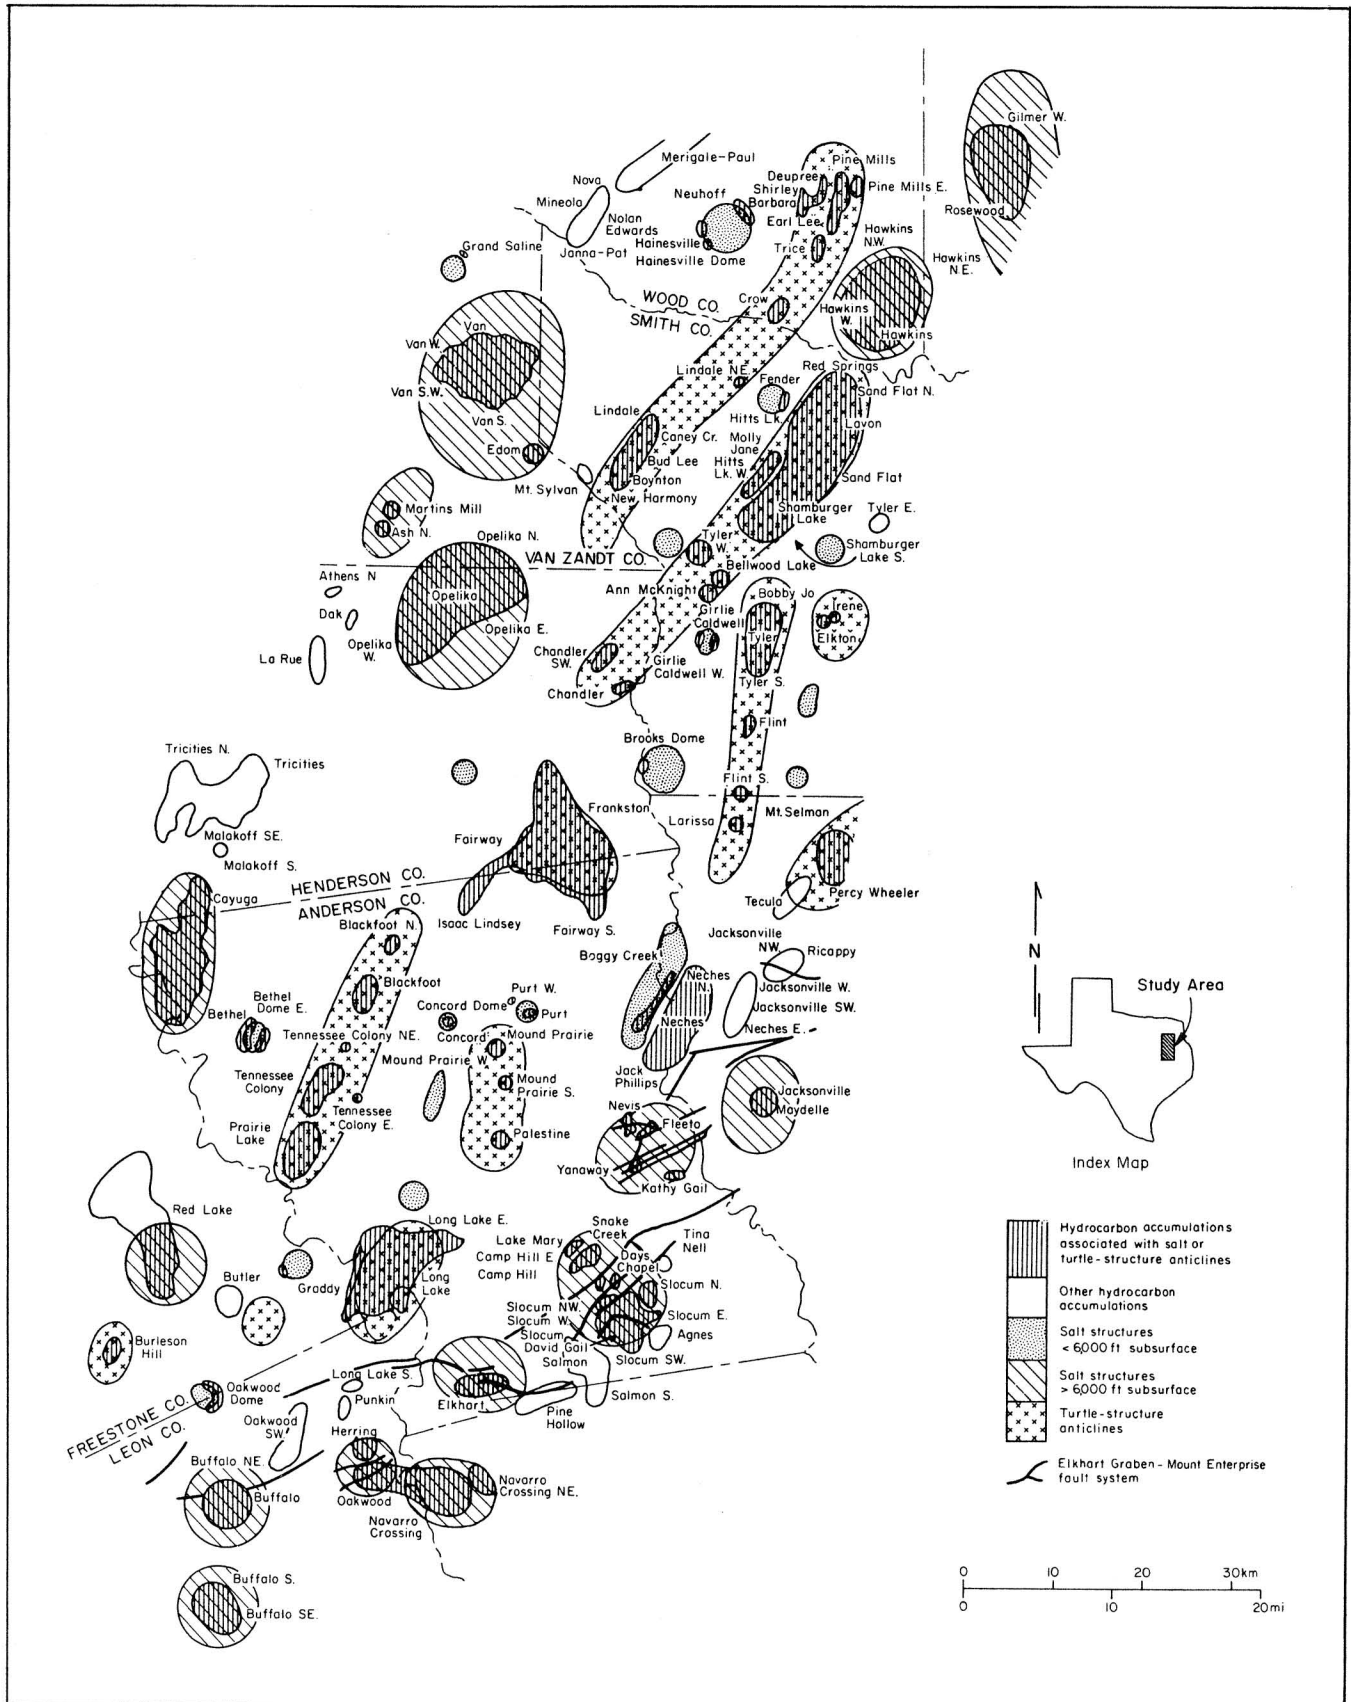 Gilmer W.
Merigale-Paul
Pine Mills
Nova
Neuhoff
Deupree
Shirley
Barbara
Pine Mills E.
Mineola
Nolan
Edwards
Earl Lee
Rosewood
Grand Saline
Janna-Pat
Hainesville
Hainesville Dome
Trice
Hawkins
N.W.
Hawkins
N.E.
WOOD CO.
SMITH CO.
Crow
Hawkins
W.
Hawkins
Van
Van W.
Van S.W.
Van S.
Lindale NE.
Fender
Red Springs
Sand Flat N.
Hitts Lk.
Lavon
Lindale
Caney Cr.
Molly
Jane
Edom
Bud Lee
Hitts
Lk. W.
Boynton
Sand Flat
Mt. Sylvan
New Harmony
Martins Mill
Shamburger
Lake
Tyler E.
Ash N.
Opelika N.
Tyler
W.
Shamburger
Lake S.
VAN ZANDT CO.
Bellwood Lake
Athens N
Ann McKnight
Bobby Jo
Opelika
Irene
Dak
Girlie
Caldwell
Opelika E.
Tyler
Elkton
Opelika
W.
La Rue
Chandler
SW.
Girlie
Caldwell W.
Tyler S.
Chandler
Flint
Brooks Dome
Tricities N.
Tricities
Flint S.
Frankston
Mt. Selman
Larissa
Malakoff SE.
Fairway
Malakoff S.
HENDERSON CO.
ANDERSON CO.
Cayuga
Percy Wheeler
Tecula
Blackfoot N.
Isaac Lindsey
Fairway S.
Jacksonville
NW.
Ricappy
Boggy Creek
Blackfoot
Neches
N.
Jacksonville W.
Bethel
Dome E.
Bethel
Purt W.
Concord Dome
Purt
Jacksonville SW.
Neches
Neches E.
Tennessee Colony NE.
Concord
Mound Prairie
Mound Prairie W.
Tennessee
Colony
Jack
Phillips
Mound
Prairie S.
Jacksonville
Maydelle
Tennessee
Colony E.
Nevis
Fleeto
Prairie
Lake
Palestine
Yanaway
Kathy Gail
Red Lake
Long Lake E.
Lake Mary
Snake
Creek
Tina
Nell
Camp Hill E
Days
Chapel
Camp Hill
Butler
Graddy
Long
Lake
Slocum N.
Slocum NW.
Slocum W.
Slocum E.
Slocum
David Gail
Agnes
Salmon
Slocum SW.
Burleson
Hill
Long Lake S.
Oakwood
Dome
Punkin
Elkhart
Salmon S.
Pine
Hollow
FREESTONE CO.
LEON CO.
Oakwood
SW.
Herring
Buffalo NE.
Navarro
Crossing NE.
Buffalo
Oakwood
Navarro
Crossing
Buffalo S.
Buffalo SE.
N
Study Area
Index Map
Hydrocarbon accumulations
associated with salt or
turtle-structure anticlines
Other hydrocarbon
accumulations
Salt structures
< 6,000 ft subsurface
Salt structures
> 6,000 ft subsurface
Turtle-structure
anticlines
Elkhart Graben - Mount Enterprise
fault system
0 10 20 30 km
0 10 20 mi